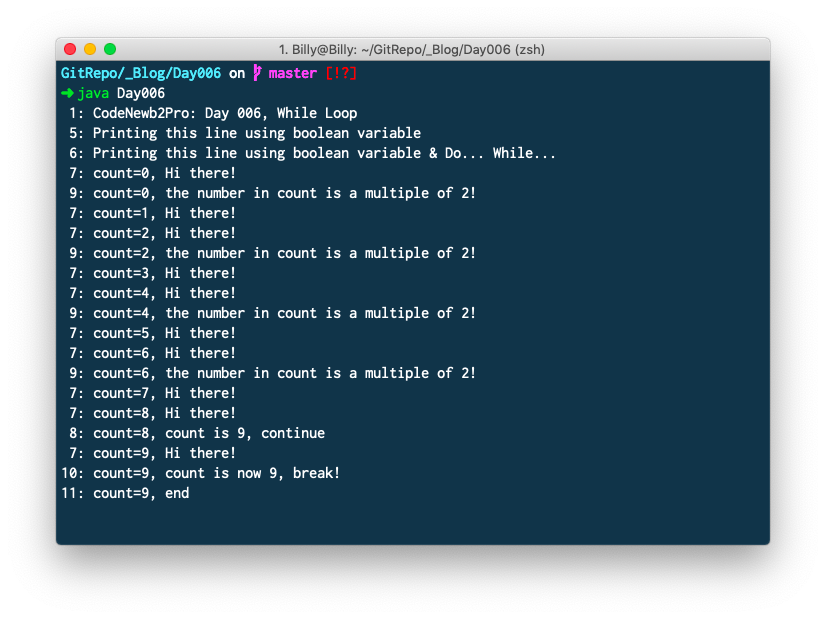 1. Billy@Billy: ~/GitRepo/_Blog/Day006 (zsh)
GitRepo/_Blog/Day006 on master [!?]
➜ java Day006
1: CodeNewb2Pro: Day 006, While Loop
5: Printing this line using boolean variable
6: Printing this line using boolean variable & Do... While...
7: count=0, Hi there!
9: count=0, the number in count is a multiple of 2!
7: count=1, Hi there!
7: count=2, Hi there!
9: count=2, the number in count is a multiple of 2!
7: count=3, Hi there!
7: count=4, Hi there!
9: count=4, the number in count is a multiple of 2!
7: count=5, Hi there!
7: count=6, Hi there!
9: count=6, the number in count is a multiple of 2!
7: count=7, Hi there!
7: count=8, Hi there!
8: count=8, count is 9, continue
7: count=9, Hi there!
10: count=9, count is now 9, break!
11: count=9, end